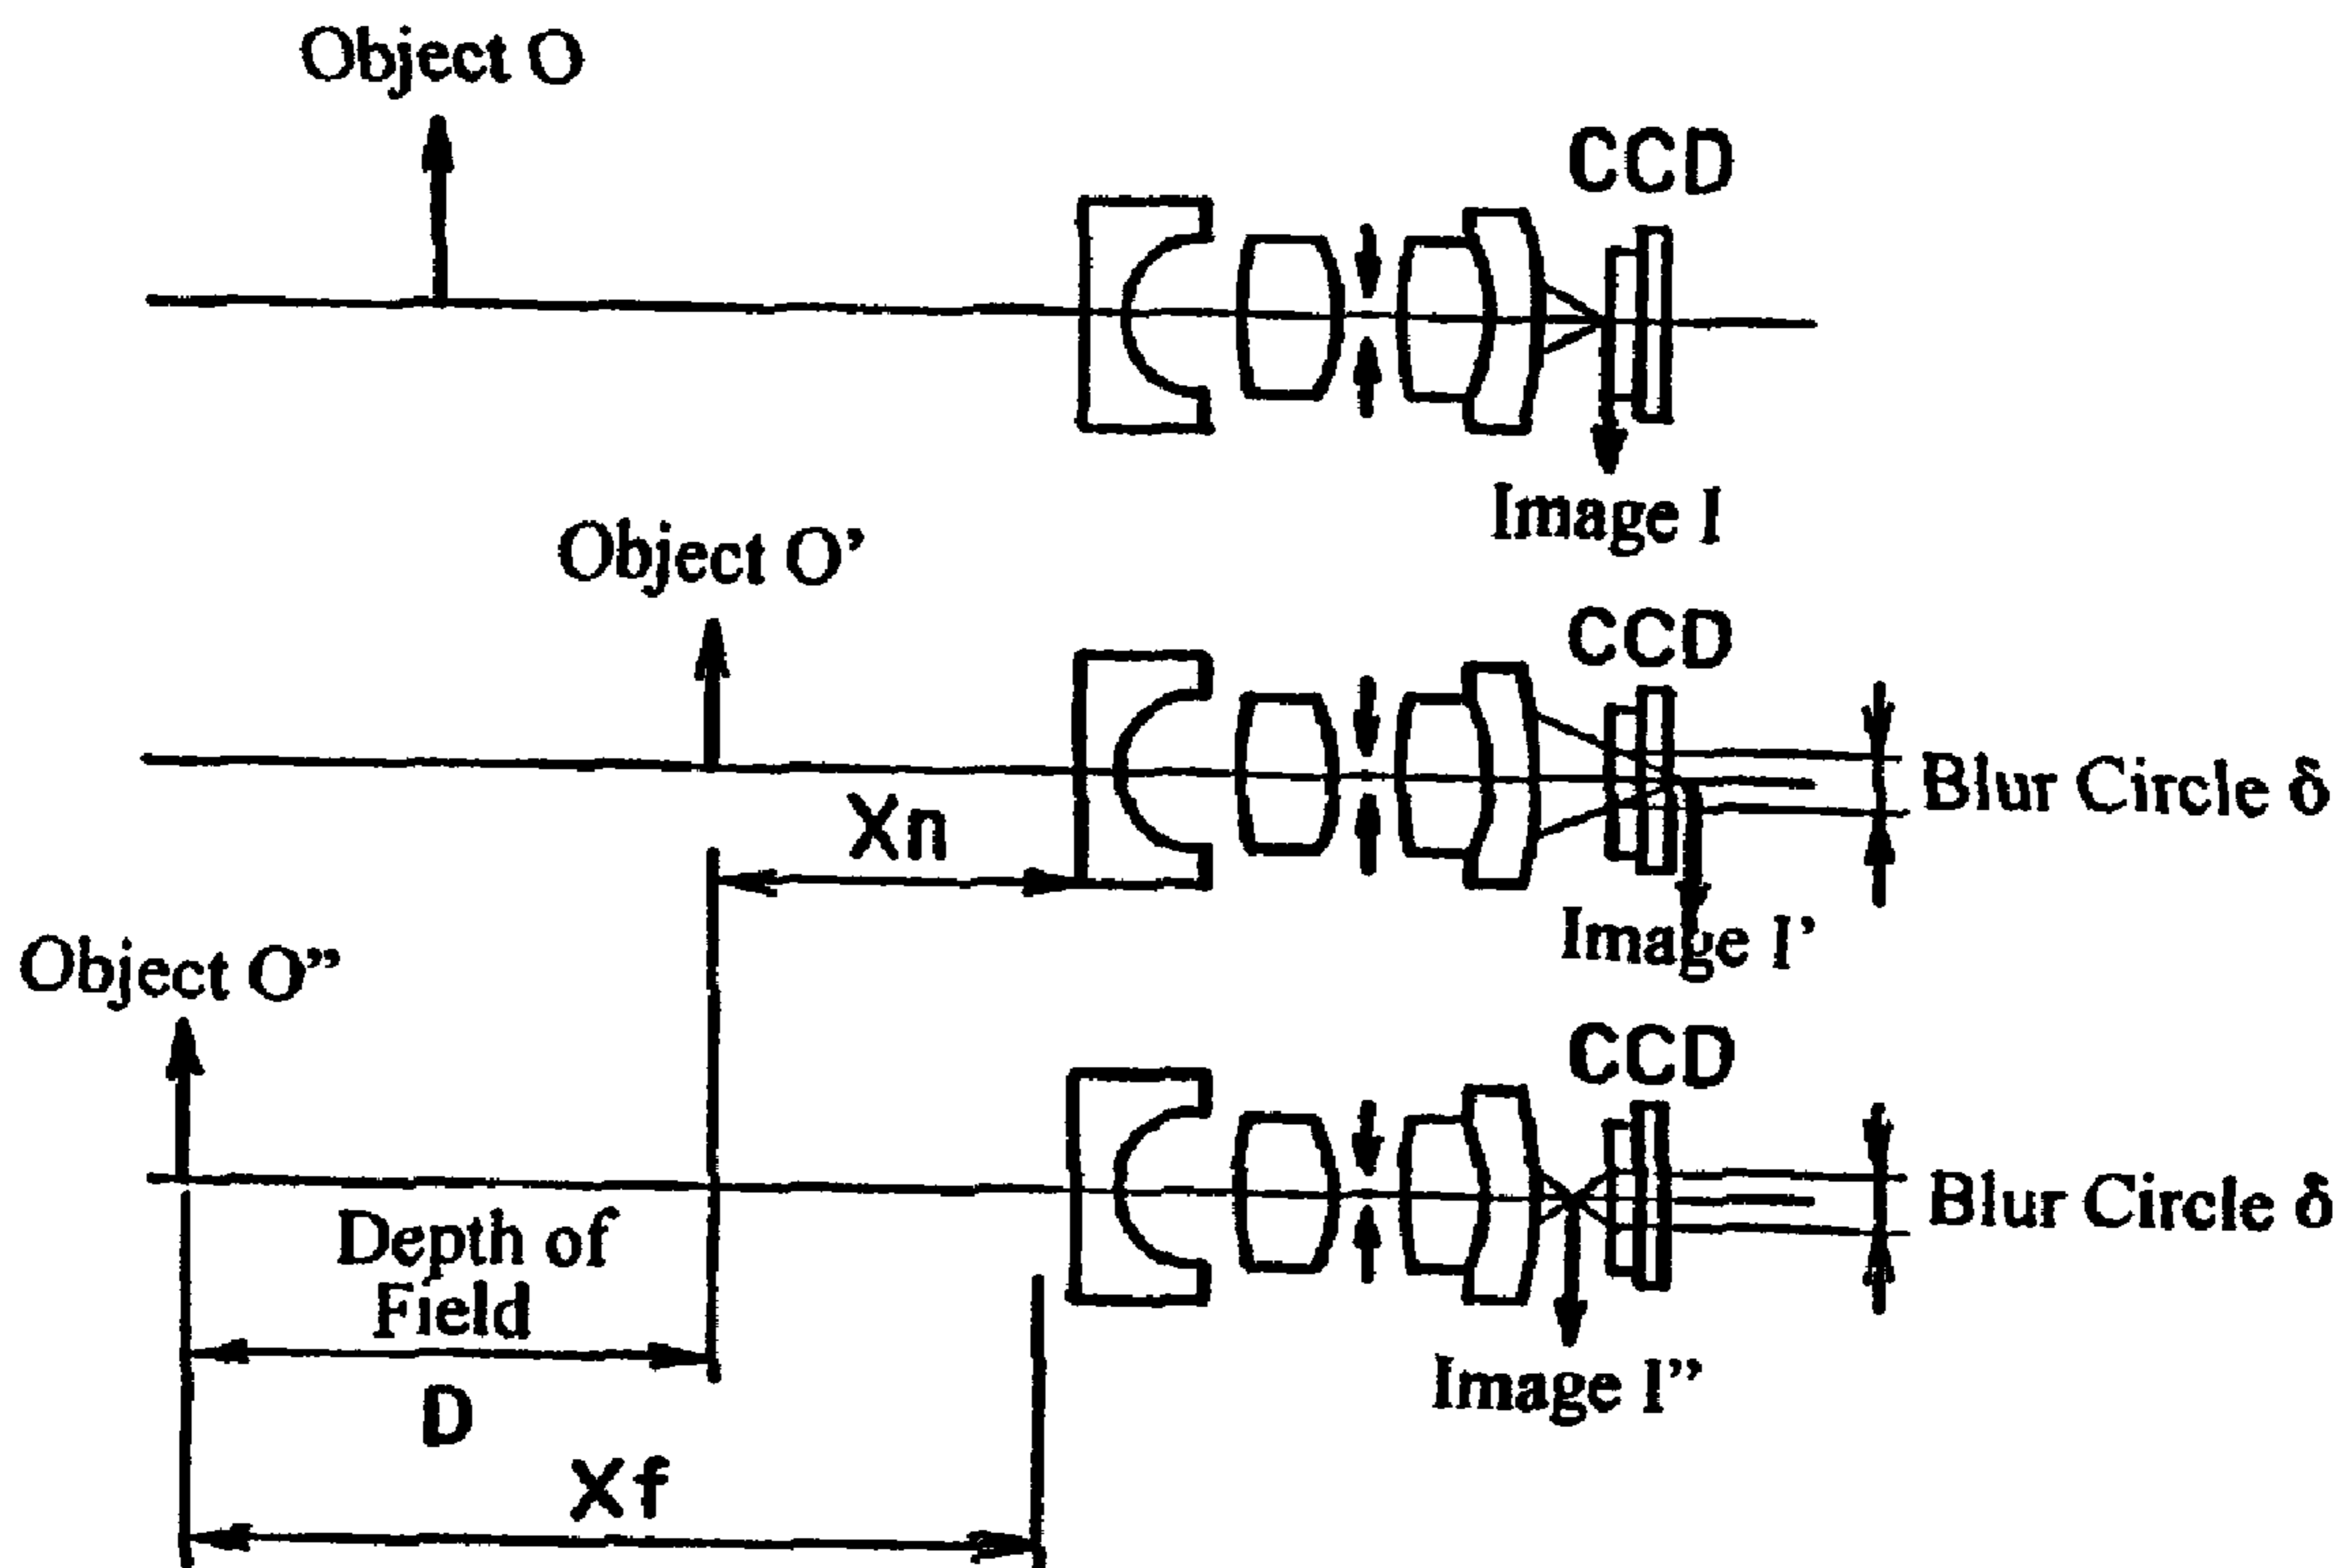 Object O
CCD
Image I
Object O’
CCD
Xn
Blur Circle δ
Image I’
Object O”
CCD
Depth of
Field
Blur Circle δ
D
Image I”
Xf